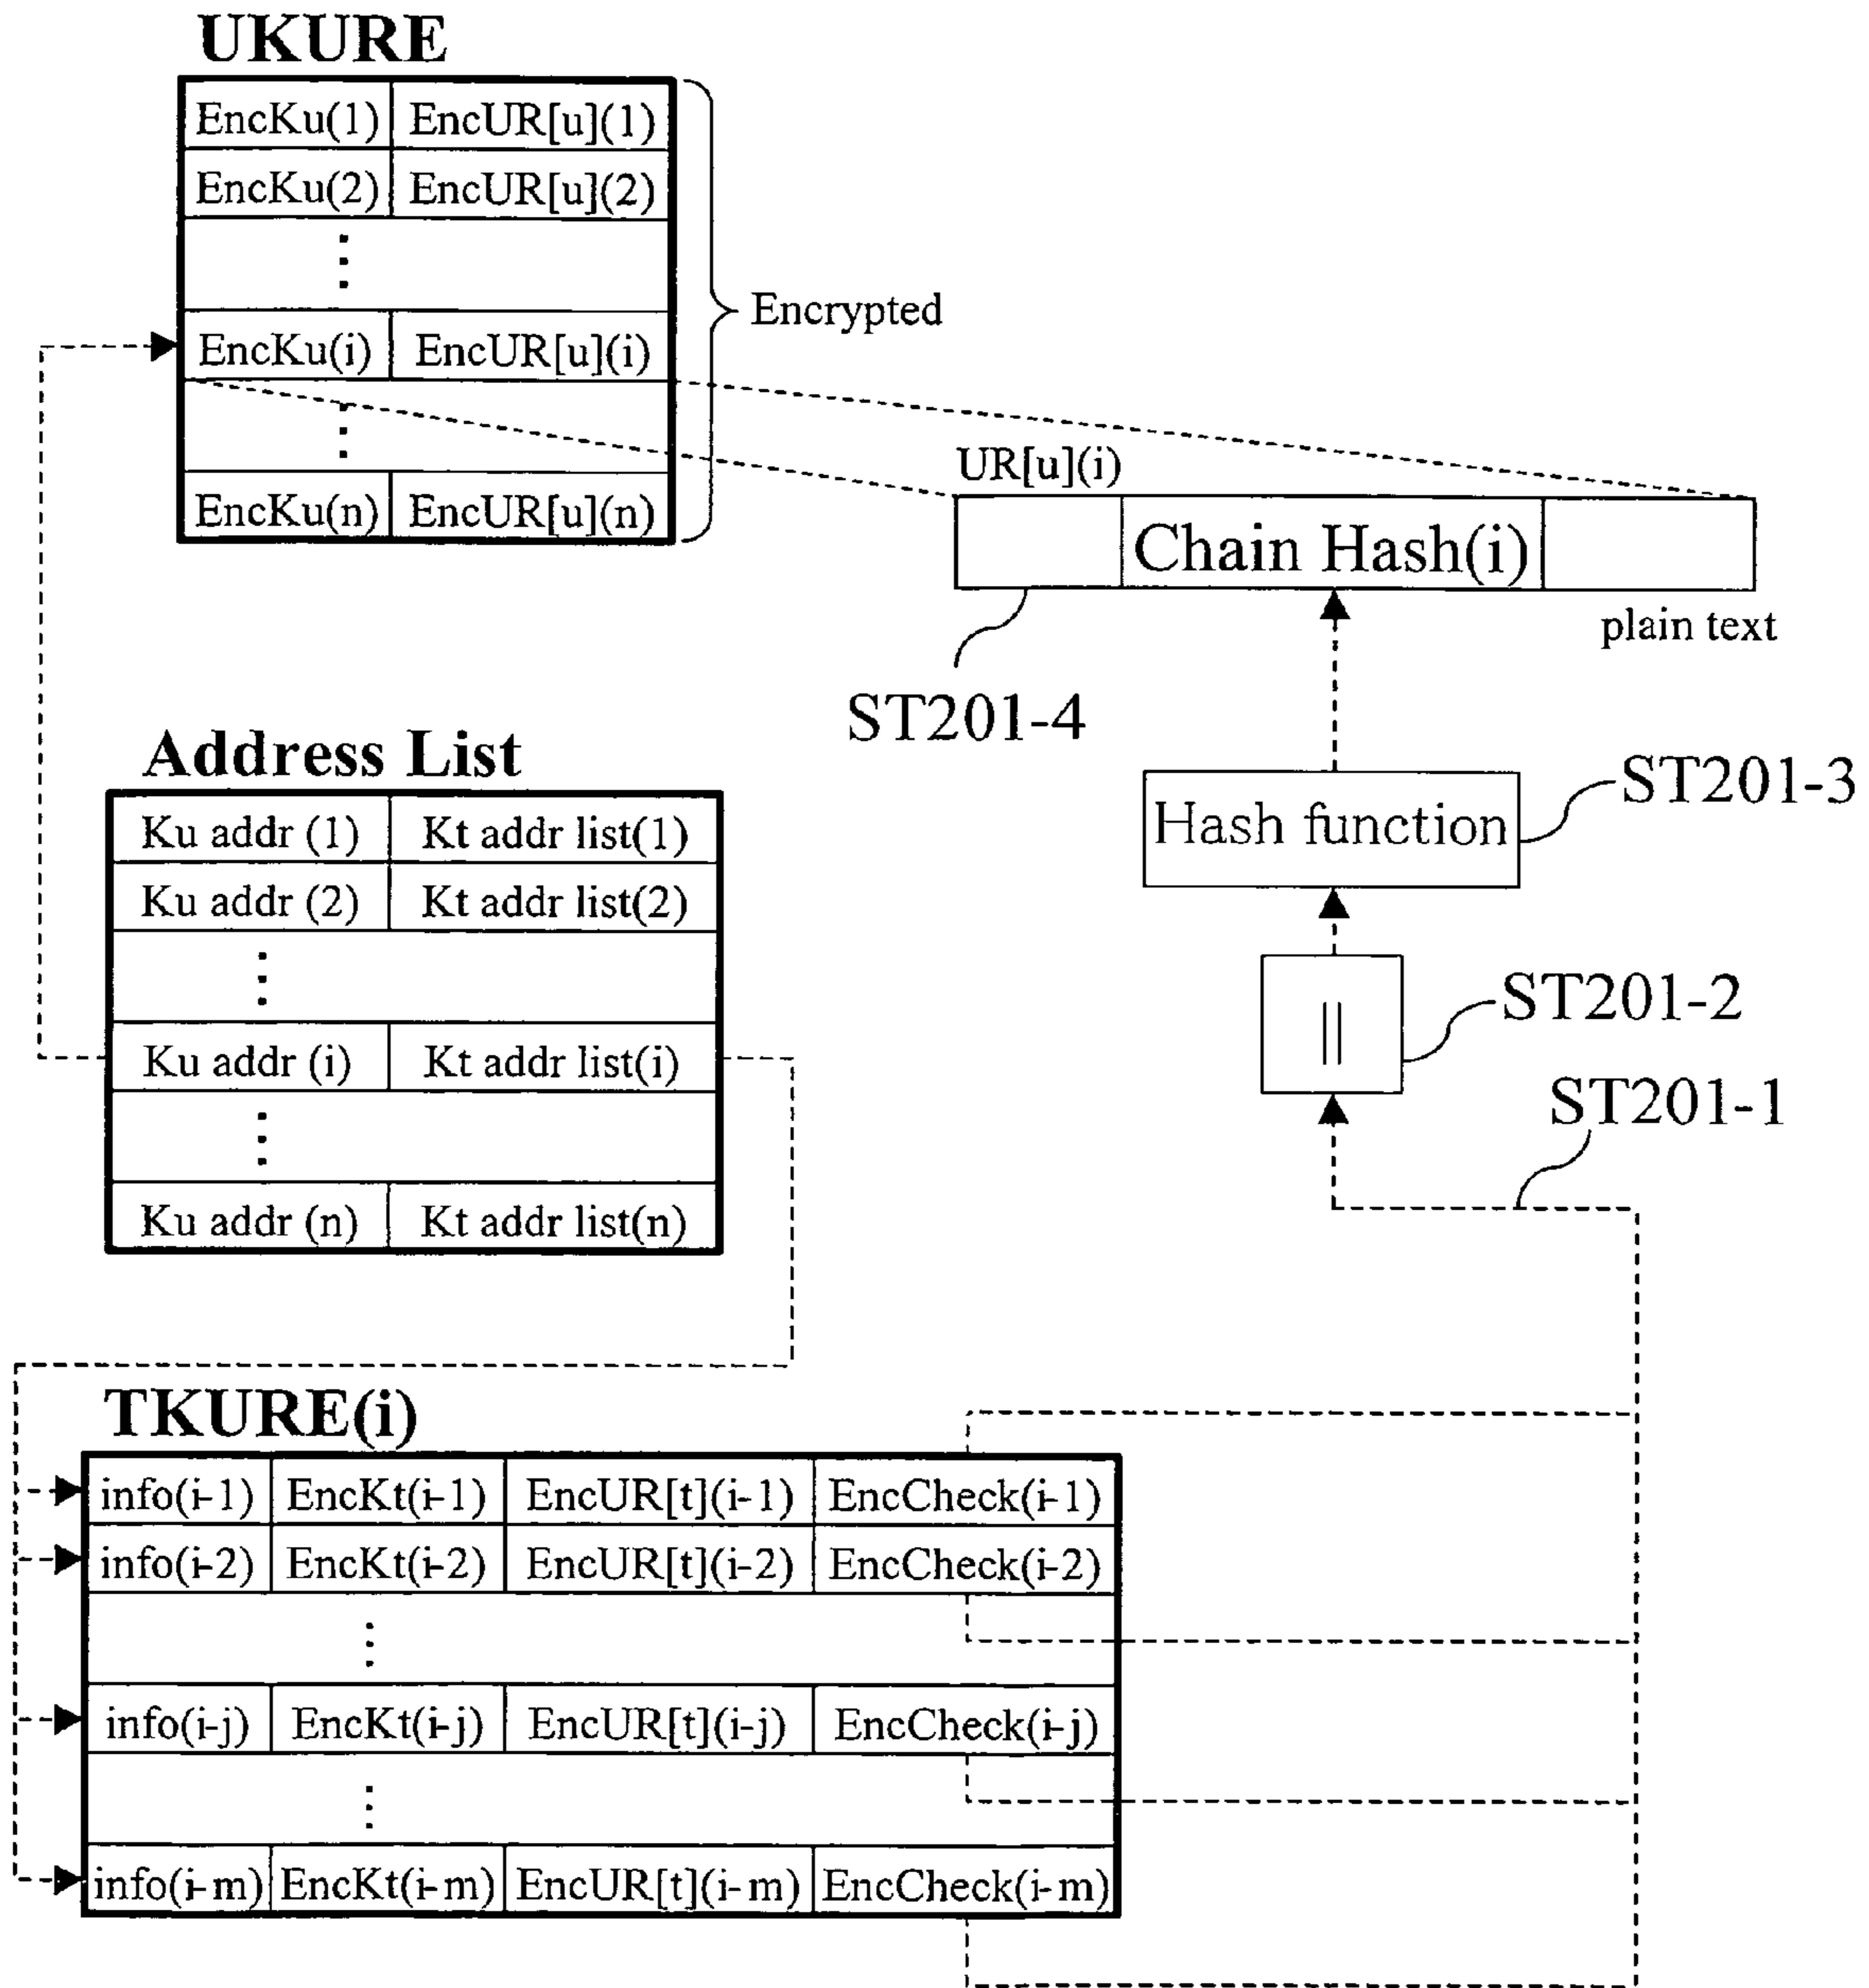 UKURE
EncKu(1) EncUR[u](1)
EncKu(2) EncUR[u](2)
Encrypted
EncKu(i) EncUR[u](i)
EncKu(n) EncUR[u](n)
UR[u](i)
Chain Hash(i)
plain text
ST201-4
Address List
Ku addr (1) Kt addr list(1)
Ku addr (2) Kt addr list(2)
Ku addr (i) Kt addr list(i)
Ku addr (n) Kt addr list(n)
Hash function
ST201-3
||
ST201-2
ST201-1
TKURE(i)
info(i-1) EncKt(i-1) EncUR[t](i-1) EncCheck(i-1)
info(i-2) EncKt(i-2) EncUR[t](i-2) EncCheck(i-2)
info(i-j) EncKt(i-j) EncUR[t](i-j) EncCheck(i-j)
info(i-m) EncKt(i-m) EncUR[t](i-m) EncCheck(i-m)